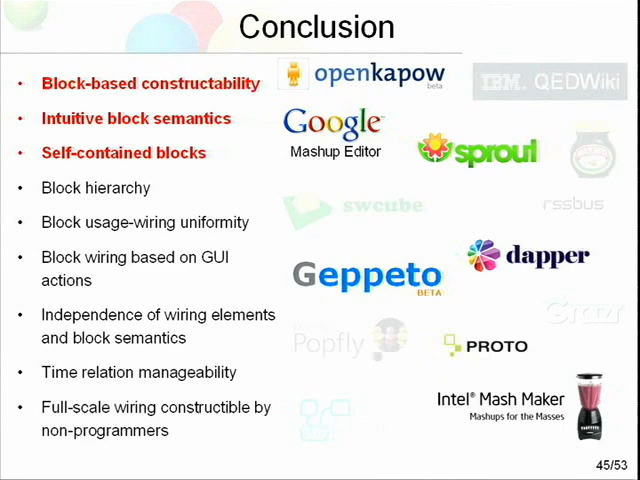 Conclusion
• Block-based constructability
• Intuitive block semantics
• Self-contained blocks
• Block hierarchy
• Block usage-wiring uniformity
• Block wiring based on GUI
actions
• Independence of wiring elements
and block semantics
• Time relation manageability
• Full-scale wiring constructible by
non-programmers
openkapow
beta
IBM. QEDWiki
Google™
Mashup Editor
sprout
swcube
rssbus
dapper
Geppeto
BETA
Popfly
PROTO
Intel® Mash Maker
Mashups for the Masses
45/53